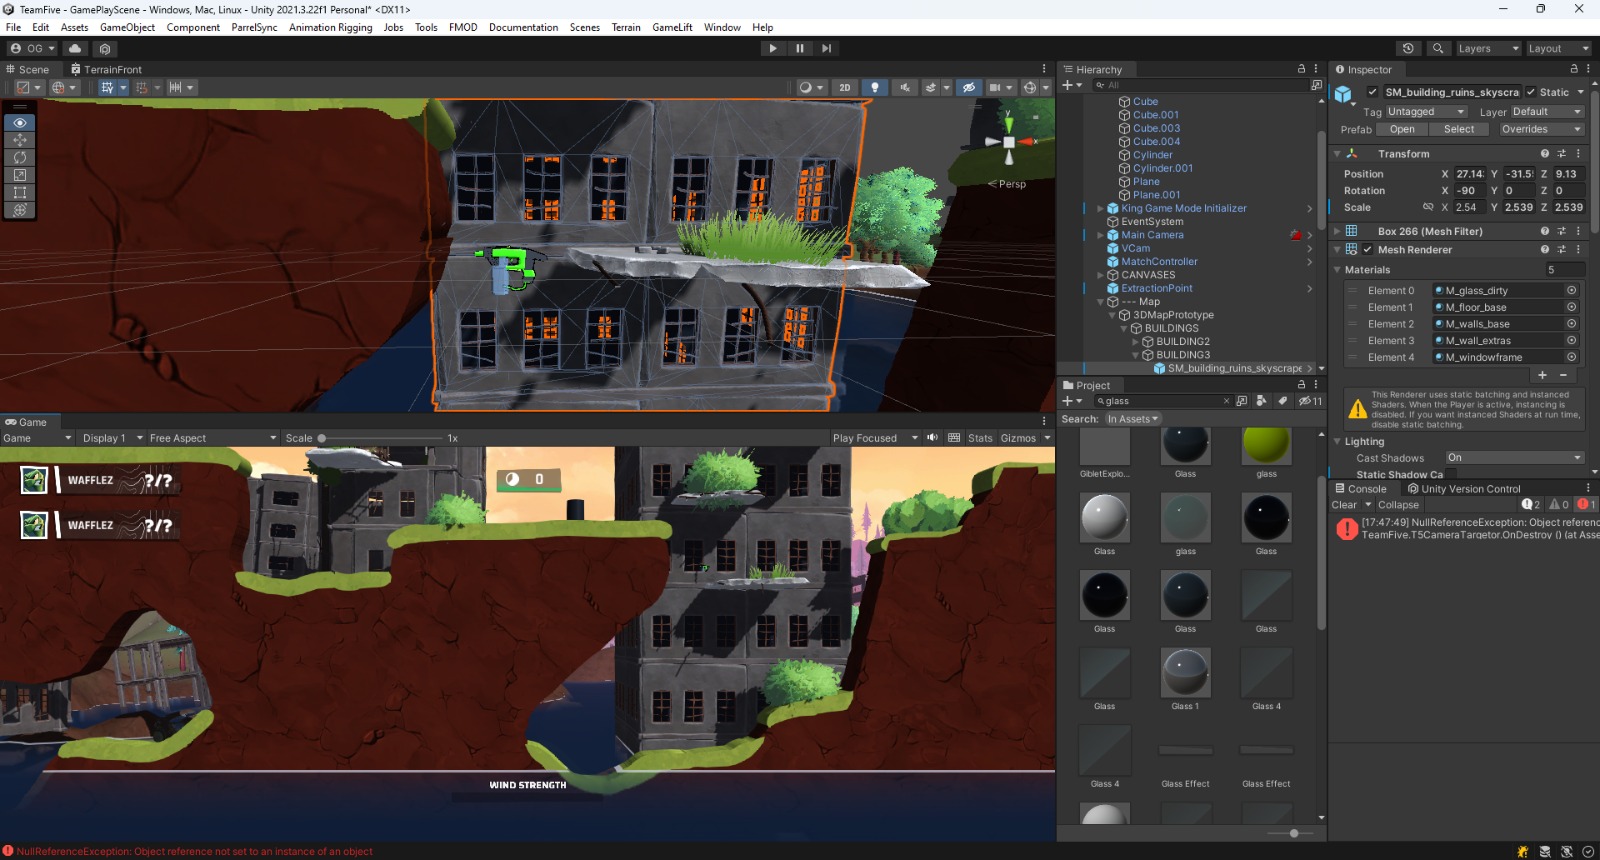 TeamFive - GamePlayScene - Windows, Mac, Linux - Unity 2021.3.22f1 Personal* <DX11>
File Edit Assets GameObject Component ParrelSync Animation Rigging Jobs Tools FMOD Documentation Scenes Terrain GameLift Window Help
OG Layers Layout
Scene TerrainFront
2D
Persp
Game
Game Display 1 Free Aspect Scale 1x Play Focused Stats Gizmos
WAFFLEZ ?/?
0
WAFFLEZ ?/?
WIND STRENGTH
Hierarchy
All
Cube
Cube.001
Cube.003
Cube.004
Cylinder
Cylinder.001
Plane
Plane.001
King Game Mode Initializer
EventSystem
Main Camera
VCam
MatchController
CANVASES
ExtractionPoint
--- Map
3DMapPrototype
BUILDINGS
BUILDING2
BUILDING3
SM_building_ruins_skyscrape
Project
glass 11
Search: In Assets
GibletExplo... Glass glass
Glass glass Glass
Glass Glass Glass
Glass Glass 1 Glass 4
Glass 4 Glass Effect Glass Effect
Inspector
SM_building_ruins_skyscra Static
Tag Untagged Layer Default
Prefab Open Select Overrides
Transform
Position X 27.14 Y -31.5 Z 9.13
Rotation X -90 Y 0 Z 0
Scale X 2.54 Y 2.539 Z 2.539
Box 266 (Mesh Filter)
Mesh Renderer
Materials 5
Element 0 M_glass_dirty
Element 1 M_floor_base
Element 2 M_walls_base
Element 3 M_wall_extras
Element 4 M_windowframe
+ −
This Renderer uses static batching and instanced
Shaders. When the Player is active, instancing is
disabled. If you want instanced Shaders at run time,
disable static batching.
Lighting
Cast Shadows On
Static Shadow Ca
Console Unity Version Control
Clear Collapse 2 0 1
[17:47:49] NullReferenceException: Object referenc
TeamFive.T5CameraTargetor.OnDestroy () (at Asse
NullReferenceException: Object reference not set to an instance of an object